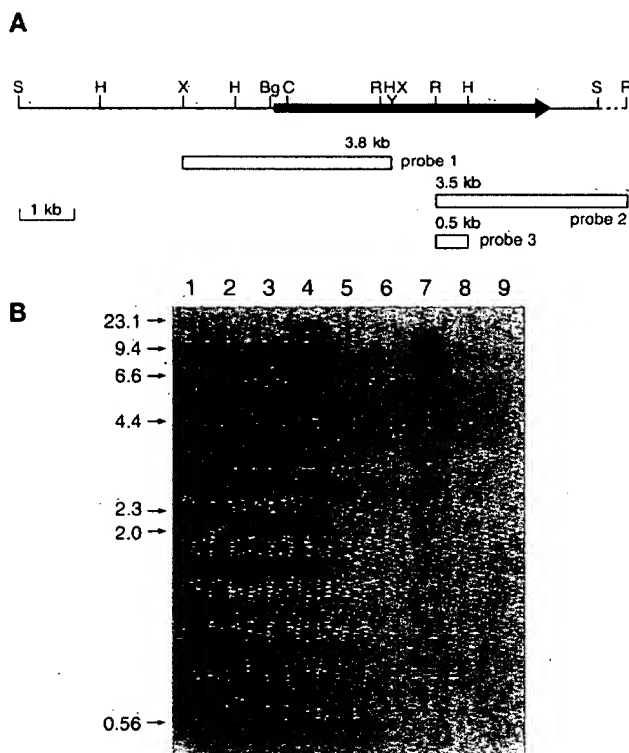 A
S H X H Bg C R H X R H S R
3.8 kb
probe 1
3.5 kb
1 kb
probe 2
0.5 kb
probe 3
B
1 2 3 4 5 6 7 8 9
23.1
9.4
6.6
4.4
2.3
2.0
0.56